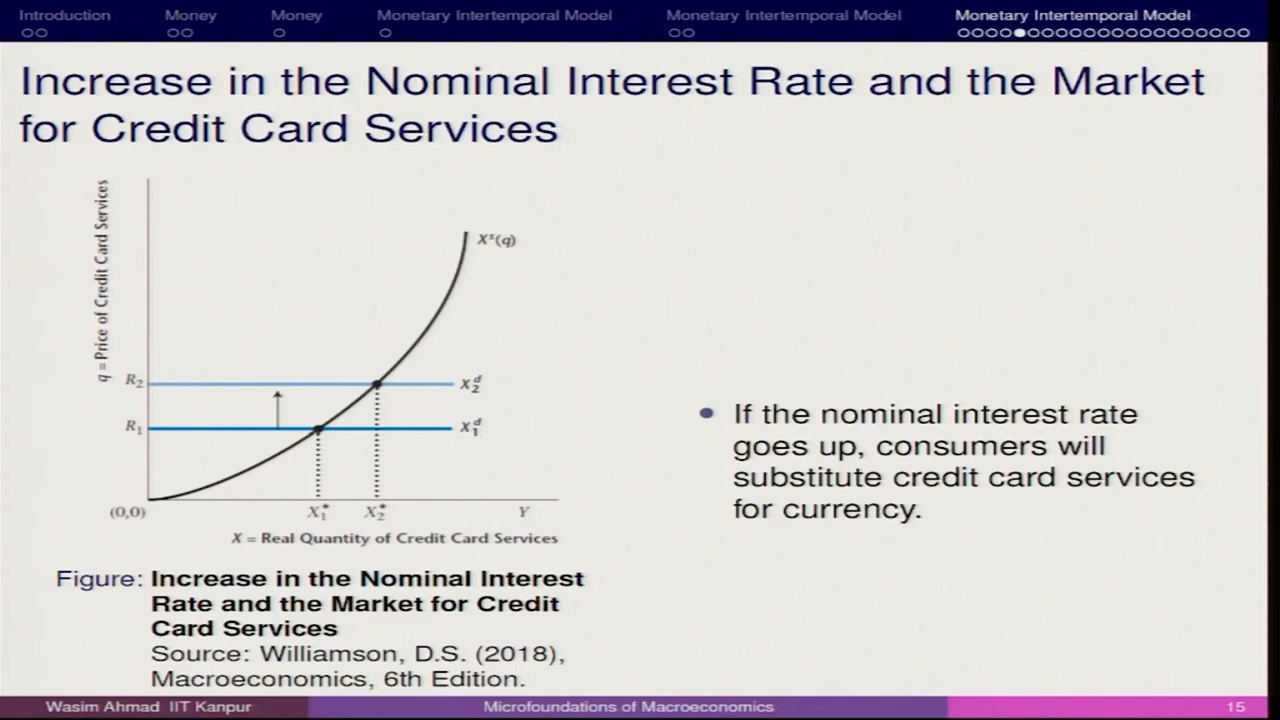 Introduction Money Money Monetary Intertemporal Model Monetary Intertemporal Model Monetary Intertemporal Model
Increase in the Nominal Interest Rate and the Market
for Credit Card Services
q = Price of Credit Card Services
Xˢ(q)
R₂
X₂ᵈ
R₁
X₁ᵈ
(0,0) X₁* X₂* Y
X = Real Quantity of Credit Card Services
Figure: Increase in the Nominal Interest
Rate and the Market for Credit
Card Services
Source: Williamson, D.S. (2018),
Macroeconomics, 6th Edition.
• If the nominal interest rate
goes up, consumers will
substitute credit card services
for currency.
Wasim Ahmad IIT Kanpur Microfoundations of Macroeconomics 15